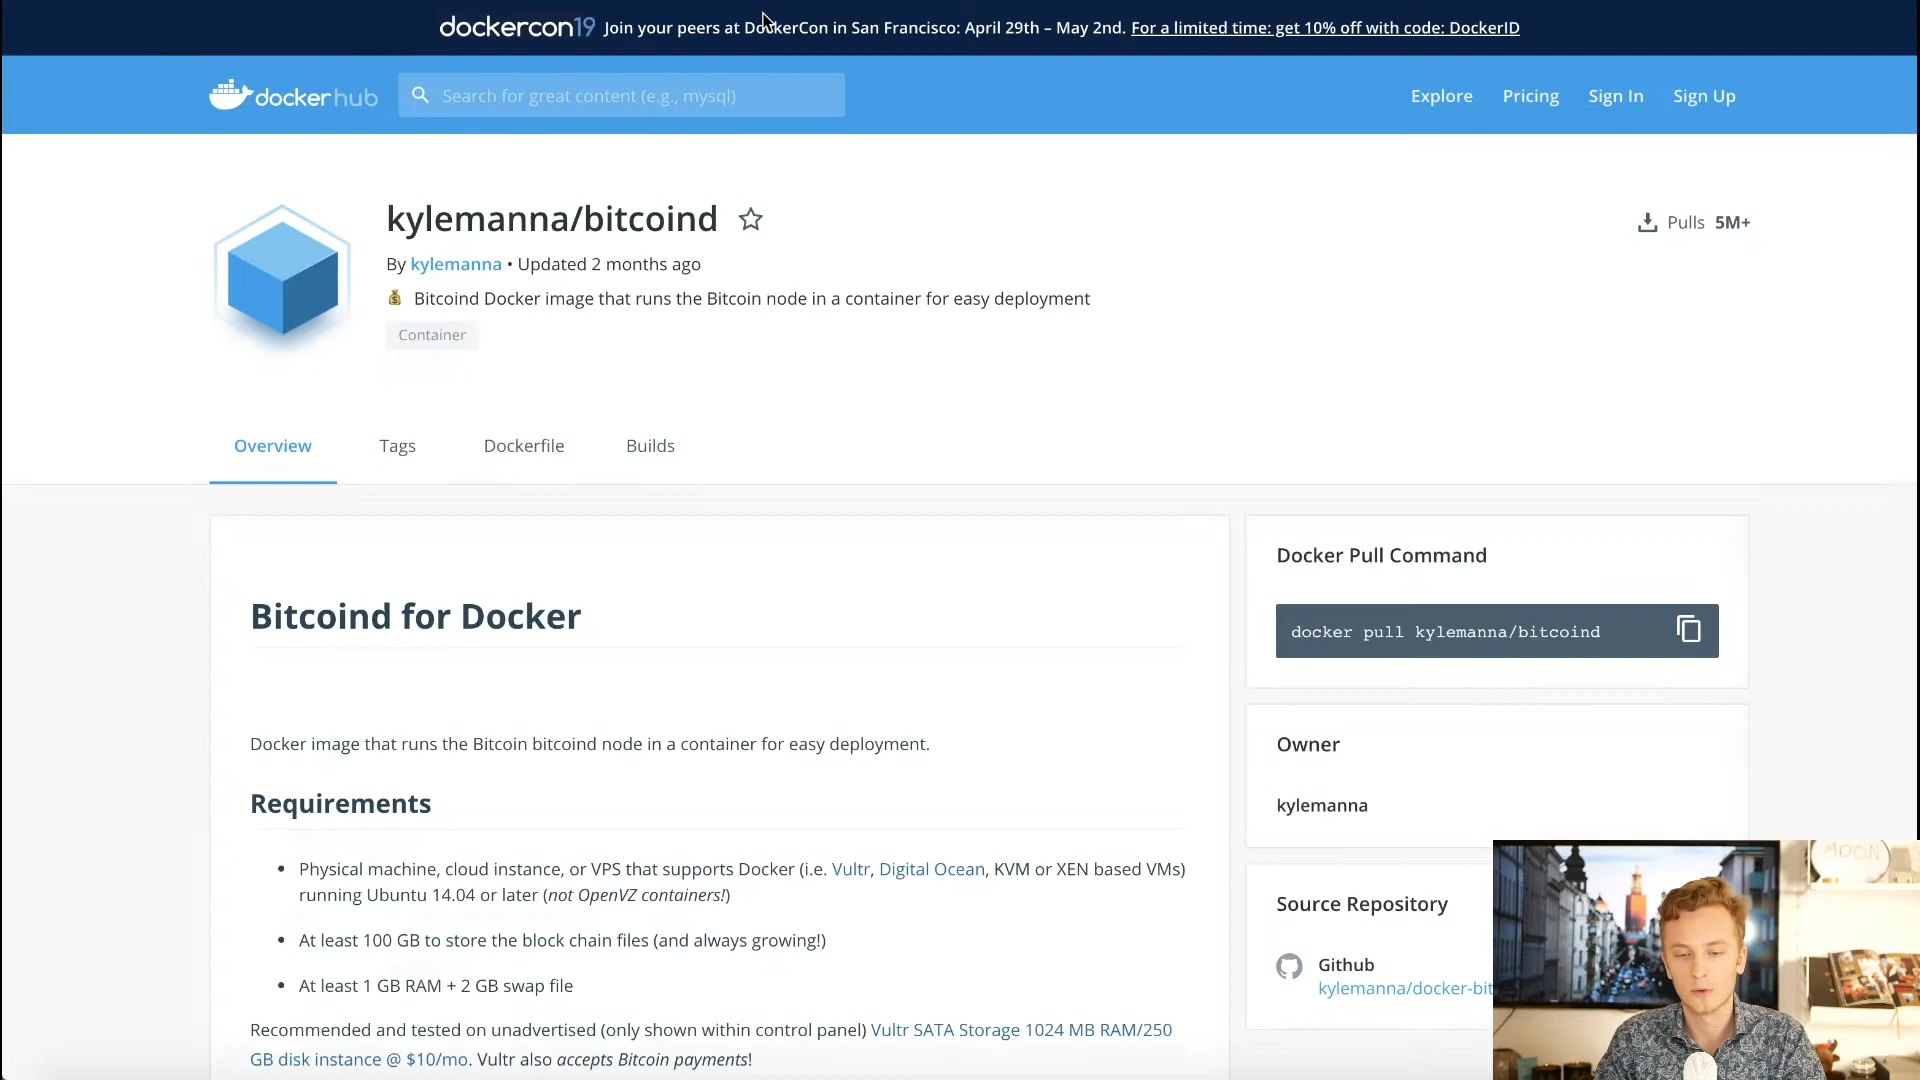 dockercon19 Join your peers at DockerCon in San Francisco: April 29th – May 2nd. For a limited time: get 10% off with code: DockerID
docker hub Search for great content (e.g., mysql) Explore Pricing Sign In Sign Up
kylemanna/bitcoind
Pulls 5M+
By kylemanna • Updated 2 months ago
Bitcoind Docker image that runs the Bitcoin node in a container for easy deployment
Container
Overview Tags Dockerfile Builds
Bitcoind for Docker
Docker image that runs the Bitcoin bitcoind node in a container for easy deployment.
Requirements
• Physical machine, cloud instance, or VPS that supports Docker (i.e. Vultr, Digital Ocean, KVM or XEN based VMs)
running Ubuntu 14.04 or later (not OpenVZ containers!)
• At least 100 GB to store the block chain files (and always growing!)
• At least 1 GB RAM + 2 GB swap file
Recommended and tested on unadvertised (only shown within control panel) Vultr SATA Storage 1024 MB RAM/250
GB disk instance @ $10/mo. Vultr also accepts Bitcoin payments!
Docker Pull Command
docker pull kylemanna/bitcoind
Owner
kylemanna
Source Repository
Github
kylemanna/docker-bit
MOON